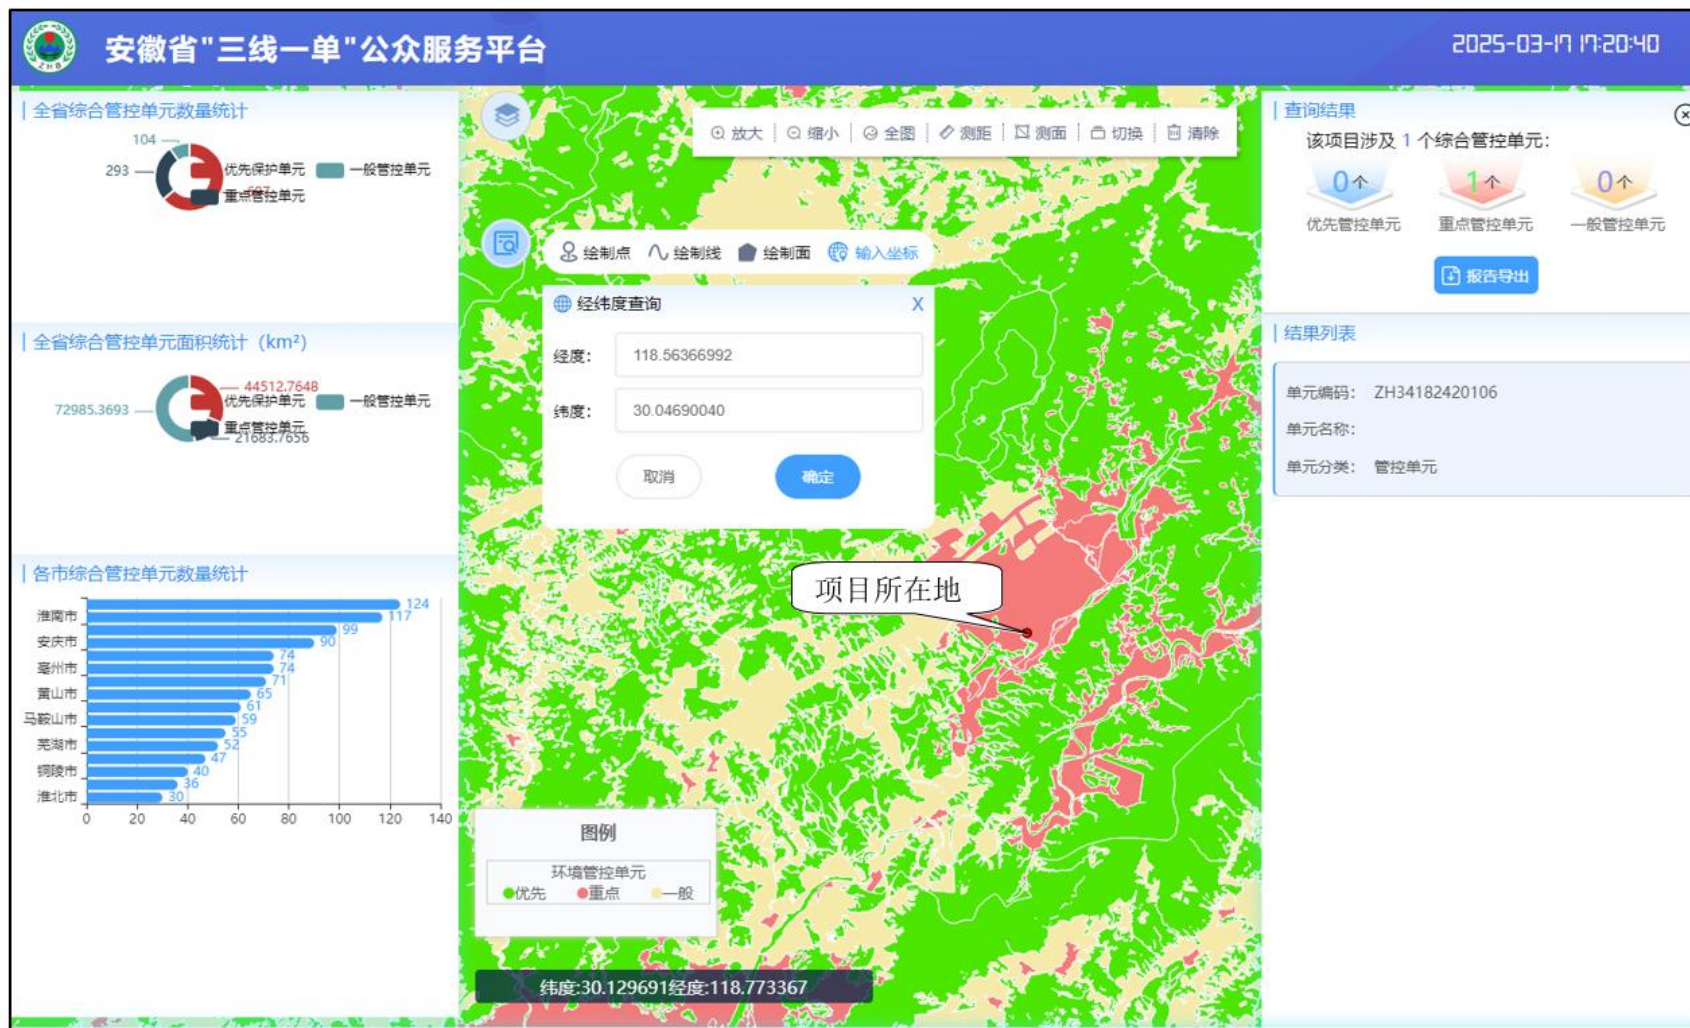 安徽省"三线一单"公众服务平台
2025-03-17 17:20:40
全省综合管控单元数量统计
104
293
优先保护单元
一般管控单元
重点管控单元
全省综合管控单元面积统计（km²）
44512.7648
72985.3693
优先保护单元
一般管控单元
重点管控单元
21683.7656
各市综合管控单元数量统计
124
淮南市 117
99
安庆市 90
74
亳州市 74
71
黄山市 65
61
马鞍山市 59
55
芜湖市 52
47
铜陵市 40
36
淮北市 30
0 20 40 60 80 100 120 140
放大 缩小 全图 测距 测面 切换 清除
绘制点 绘制线 绘制面 输入坐标
经纬度查询 X
经度： 118.56366992
纬度： 30.04690040
取消 确定
项目所在地
图例
环境管控单元
优先 重点 一般
纬度:30.129691经度:118.773367
查询结果
该项目涉及 1 个综合管控单元：
0个 1个 0个
优先管控单元 重点管控单元 一般管控单元
报告导出
结果列表
单元编码： ZH34182420106
单元名称：
单元分类： 管控单元